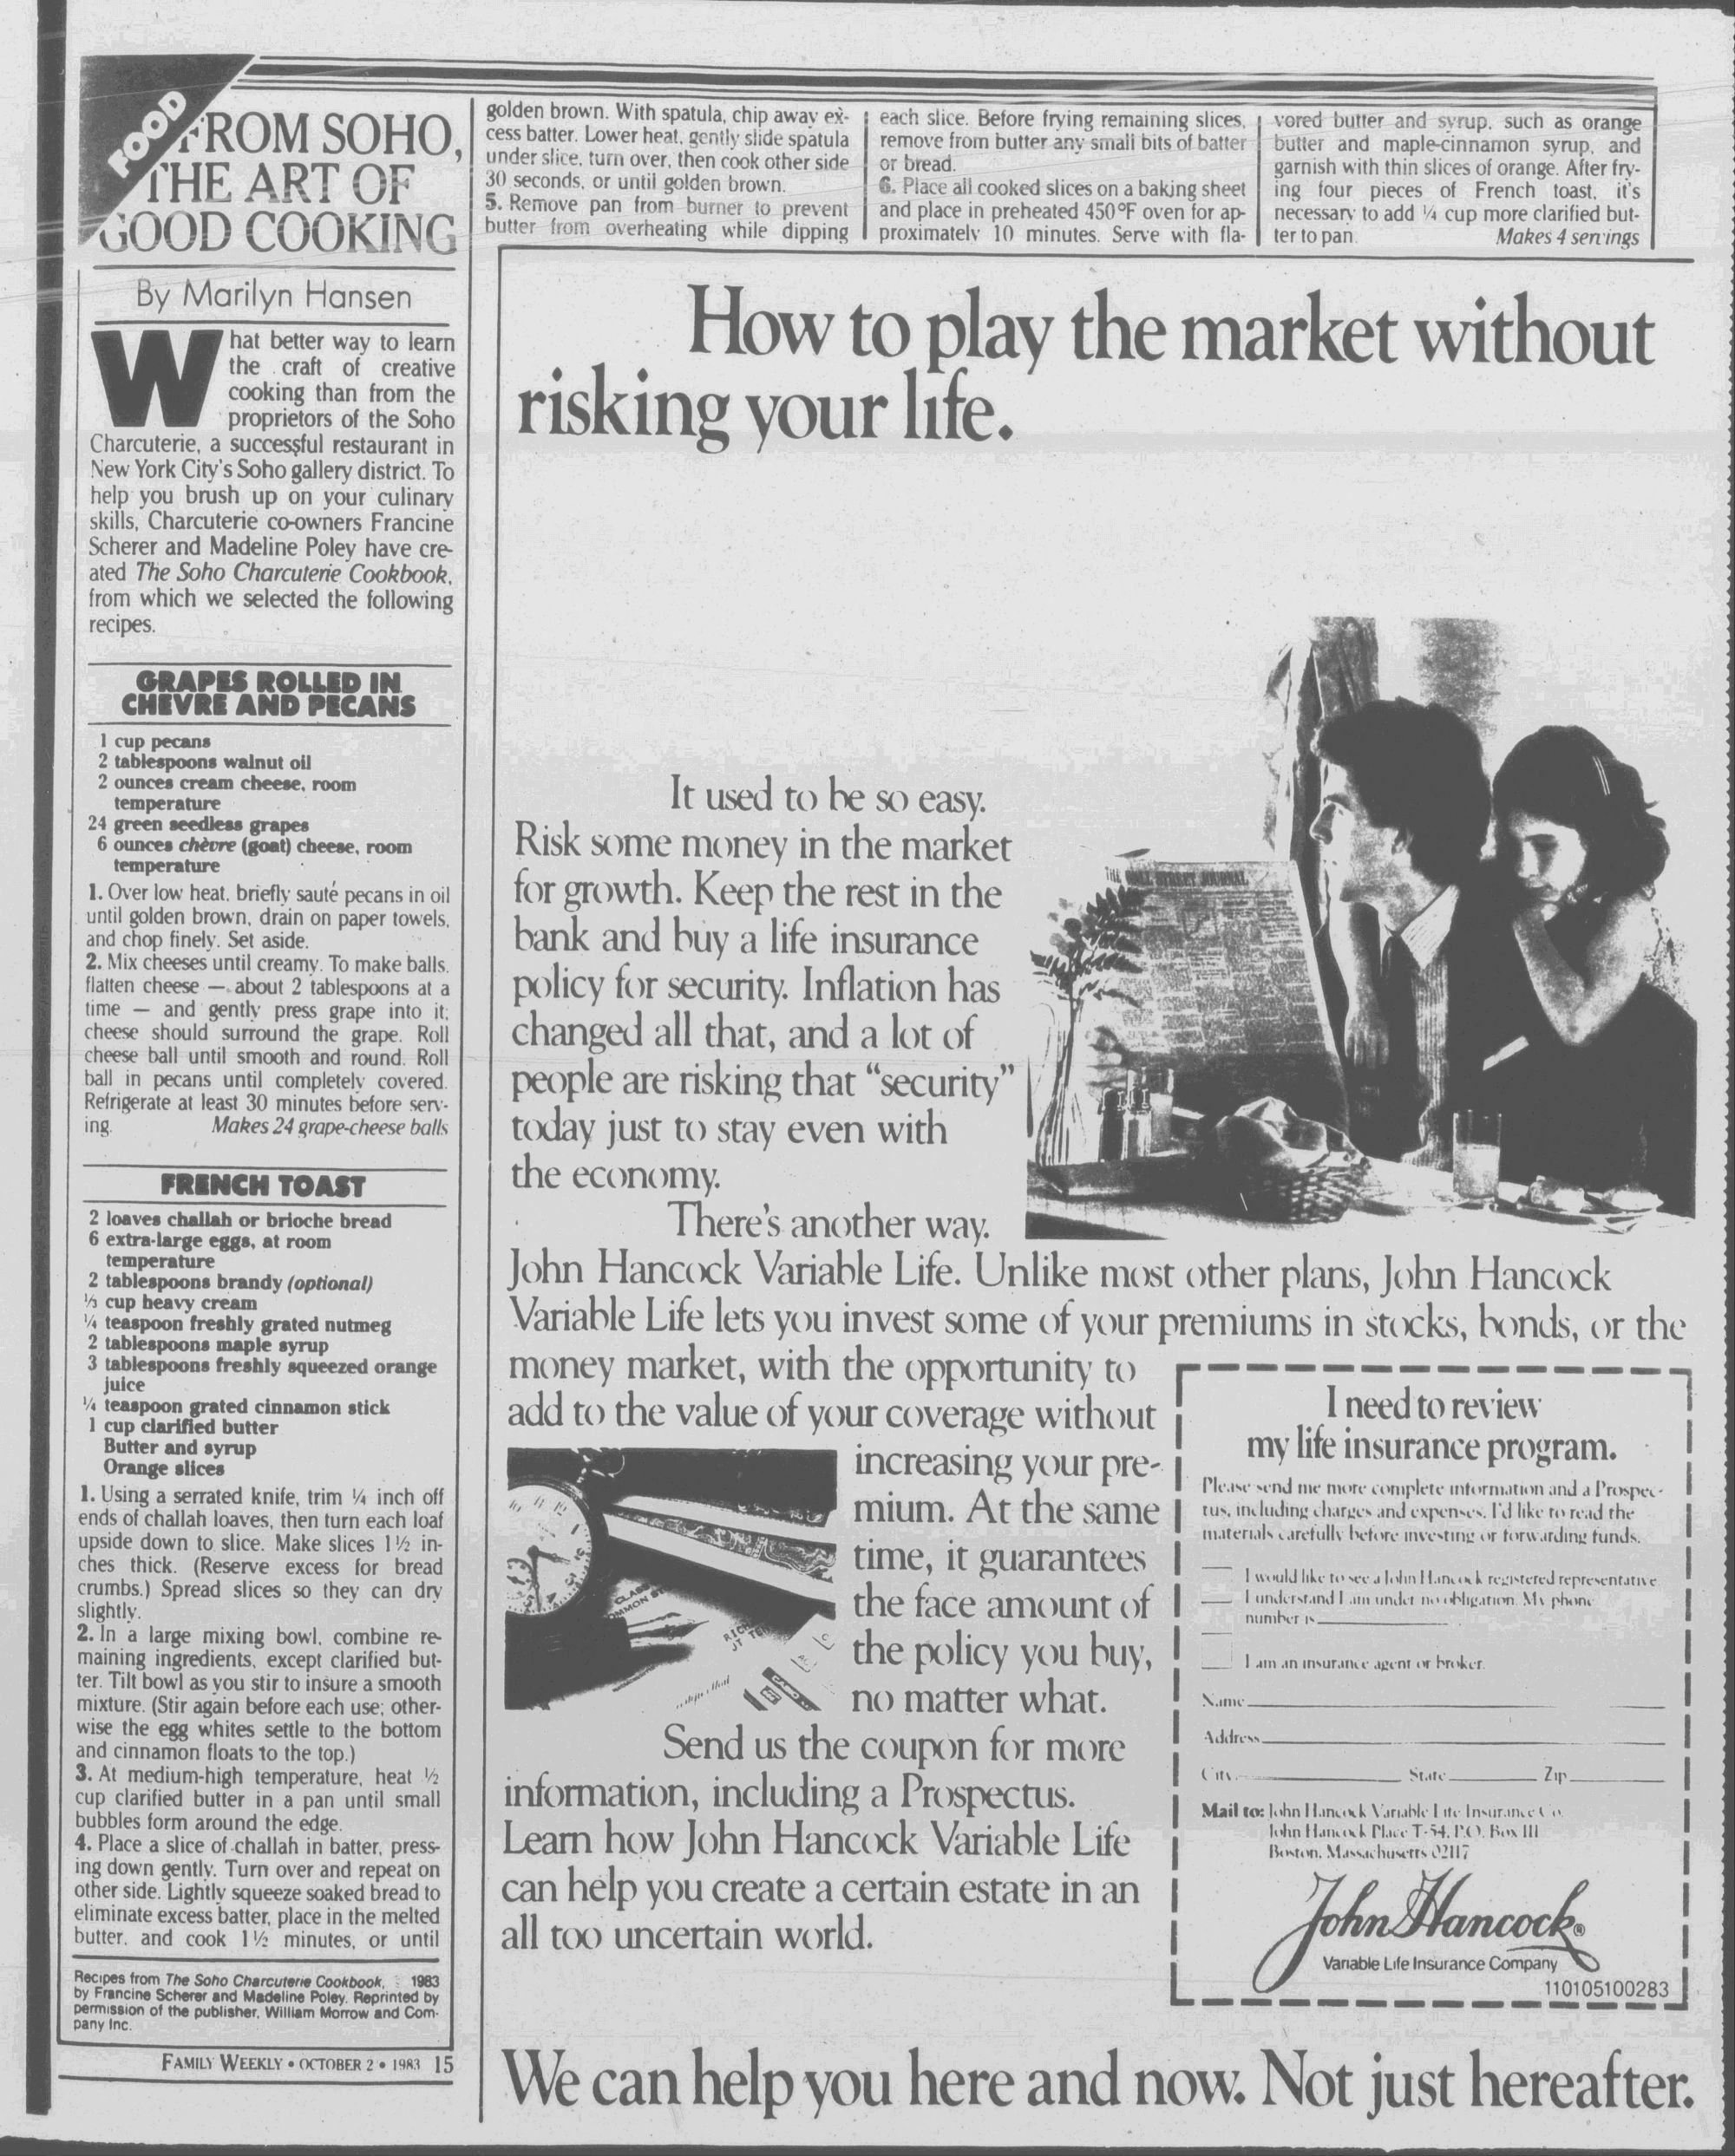 FOOD
FROM SOHO,
THE ART OF
GOOD COOKING
By Marilyn Hansen
What better way to learn
the craft of creative
cooking than from the
proprietors of the Soho
Charcuterie, a successful restaurant in
New York City's Soho gallery district. To
help you brush up on your culinary
skills, Charcuterie co-owners Francine
Scherer and Madeline Poley have cre-
ated The Soho Charcuterie Cookbook,
from which we selected the following
recipes.
GRAPES ROLLED IN
CHEVRE AND PECANS
1 cup pecans
2 tablespoons walnut oil
2 ounces cream cheese, room
temperature
24 green seedless grapes
6 ounces chèvre (goat) cheese, room
temperature
1. Over low heat, briefly sauté pecans in oil
until golden brown, drain on paper towels,
and chop finely. Set aside.
2. Mix cheeses until creamy. To make balls,
flatten cheese — about 2 tablespoons at a
time — and gently press grape into it;
cheese should surround the grape. Roll
cheese ball until smooth and round. Roll
ball in pecans until completely covered.
Refrigerate at least 30 minutes before serv-
ing. Makes 24 grape-cheese balls
FRENCH TOAST
2 loaves challah or brioche bread
6 extra-large eggs, at room
temperature
2 tablespoons brandy (optional)
⅓ cup heavy cream
¼ teaspoon freshly grated nutmeg
2 tablespoons maple syrup
3 tablespoons freshly squeezed orange
juice
¼ teaspoon grated cinnamon stick
1 cup clarified butter
Butter and syrup
Orange slices
1. Using a serrated knife, trim ¼ inch off
ends of challah loaves, then turn each loaf
upside down to slice. Make slices 1½ in-
ches thick. (Reserve excess for bread
crumbs.) Spread slices so they can dry
slightly.
2. In a large mixing bowl, combine re-
maining ingredients, except clarified but-
ter. Tilt bowl as you stir to insure a smooth
mixture. (Stir again before each use; other-
wise the egg whites settle to the bottom
and cinnamon floats to the top.)
3. At medium-high temperature, heat ½
cup clarified butter in a pan until small
bubbles form around the edge.
4. Place a slice of challah in batter, press-
ing down gently. Turn over and repeat on
other side. Lightly squeeze soaked bread to
eliminate excess batter, place in the melted
butter, and cook 1½ minutes, or until
golden brown. With spatula, chip away ex-
cess batter. Lower heat, gently slide spatula
under slice, turn over, then cook other side
30 seconds, or until golden brown.
5. Remove pan from burner to prevent
butter from overheating while dipping
each slice. Before frying remaining slices,
remove from butter any small bits of batter
or bread.
6. Place all cooked slices on a baking sheet
and place in preheated 450°F oven for ap-
proximately 10 minutes. Serve with fla-
vored butter and syrup, such as orange
butter and maple-cinnamon syrup, and
garnish with thin slices of orange. After fry-
ing four pieces of French toast, it's
necessary to add ¼ cup more clarified but-
ter to pan. Makes 4 servings
Recipes from The Soho Charcuterie Cookbook, 1983
by Francine Scherer and Madeline Poley. Reprinted by
permission of the publisher, William Morrow and Com-
pany Inc.
FAMILY WEEKLY • OCTOBER 2 • 1983 15
How to play the market without
risking your life.
THE WALL STREET JOURNAL
It used to be so easy.
Risk some money in the market
for growth. Keep the rest in the
bank and buy a life insurance
policy for security. Inflation has
changed all that, and a lot of
people are risking that “security”
today just to stay even with
the economy.
There's another way.
John Hancock Variable Life. Unlike most other plans, John Hancock
Variable Life lets you invest some of your premiums in stocks, bonds, or the
money market, with the opportunity to
add to the value of your coverage without
increasing your pre-
mium. At the same
time, it guarantees
the face amount of
the policy you buy,
no matter what.
Send us the coupon for more
information, including a Prospectus.
Learn how John Hancock Variable Life
can help you create a certain estate in an
all too uncertain world.
I need to review
my life insurance program.
Please send me more complete information and a Prospec-
tus, including charges and expenses. I'd like to read the
materials carefully before investing or forwarding funds.
I would like to see a John Hancock registered representative.
I understand I am under no obligation. My phone
number is
I am an insurance agent or broker.
Name
Address
City State Zip
Mail to: John Hancock Variable Life Insurance Co.
John Hancock Place T-54, P.O. Box 111
Boston, Massachusetts 02117
John Hancock®
Variable Life Insurance Company
110105100283
We can help you here and now. Not just hereafter.